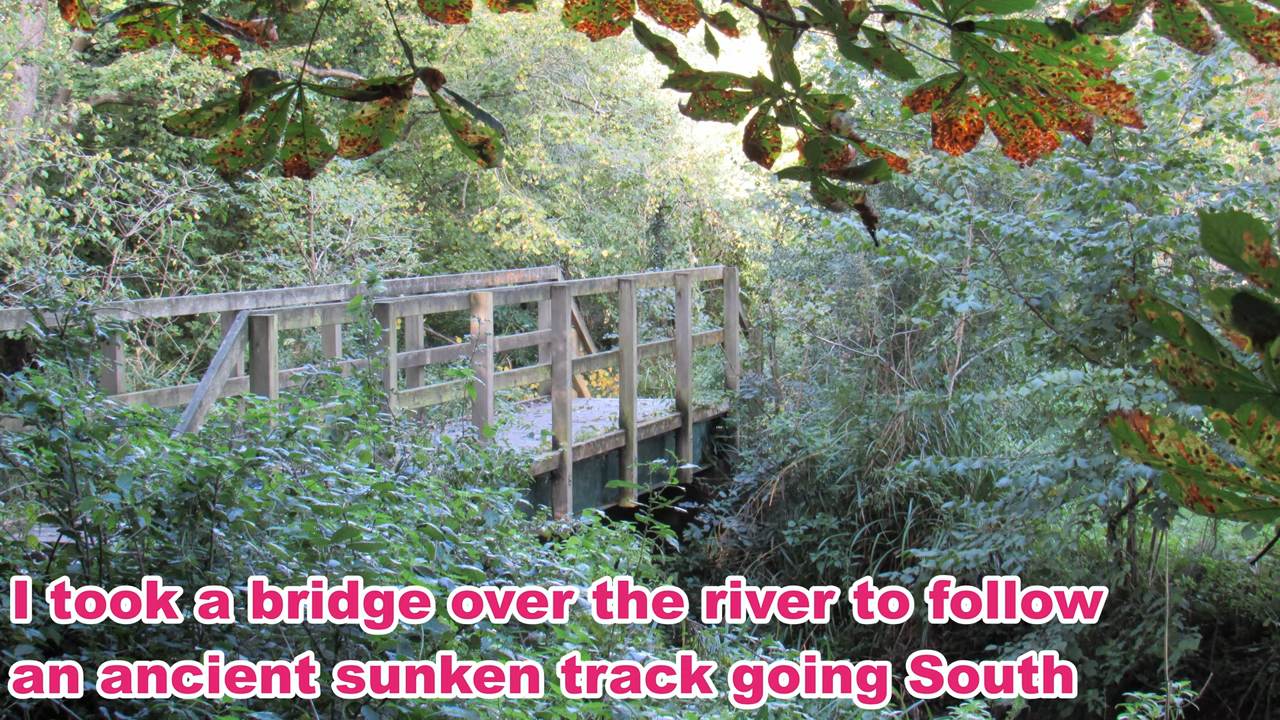 I took a bridge over the river to follow
an ancient sunken track going South